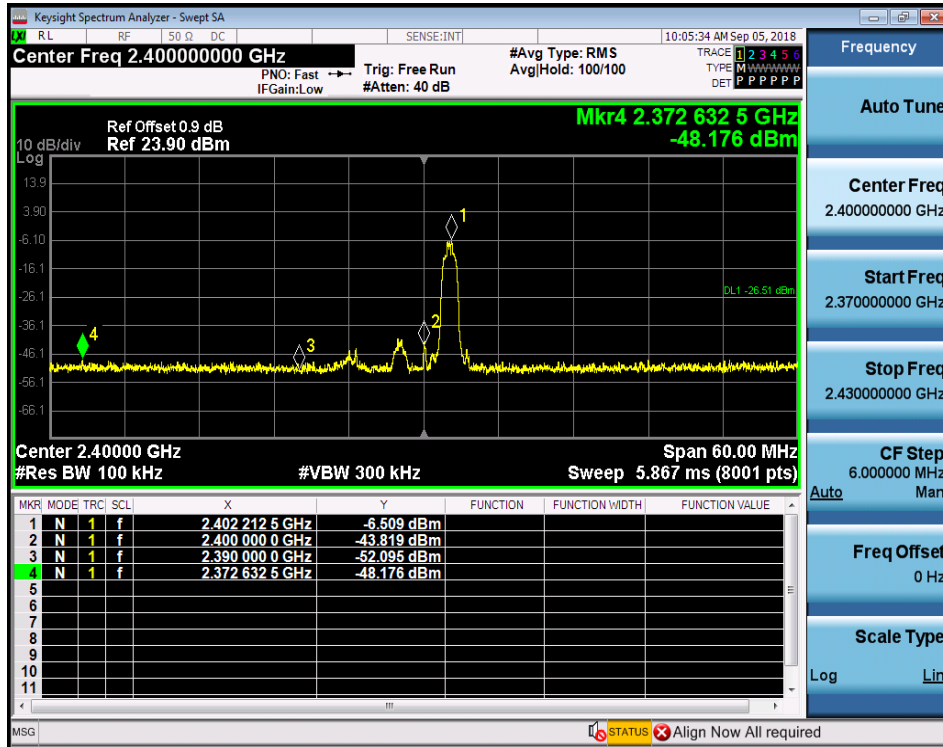 Keysight Spectrum Analyzer - Swept SA
LXI RL RF 50 Ω DC SENSE:INT 10:05:34 AM Sep 05, 2018
Center Freq 2.400000000 GHz #Avg Type: RMS TRACE 1 2 3 4 5 6
PNO: Fast Trig: Free Run Avg|Hold: 100/100 TYPE M WWWWW
IFGain:Low #Atten: 40 dB DET P P P P P P
Mkr4 2.372 632 5 GHz
-48.176 dBm
Ref Offset 0.9 dB
10 dB/div Ref 23.90 dBm
Log
13.9
3.90
-6.10
-16.1
-26.1
-36.1
-46.1
-56.1
-66.1
1
2
3
4
DL1 -26.51 dBm
Center 2.40000 GHz Span 60.00 MHz
#Res BW 100 kHz #VBW 300 kHz Sweep 5.867 ms (8001 pts)
MKR MODE TRC SCL X Y FUNCTION FUNCTION WIDTH FUNCTION VALUE
1 N 1 f 2.402 212 5 GHz -6.509 dBm
2 N 1 f 2.400 000 0 GHz -43.819 dBm
3 N 1 f 2.390 000 0 GHz -52.095 dBm
4 N 1 f 2.372 632 5 GHz -48.176 dBm
5
6
7
8
9
10
11
MSG STATUS Align Now All required
Frequency
Auto Tune
Center Freq
2.400000000 GHz
Start Freq
2.370000000 GHz
Stop Freq
2.430000000 GHz
CF Step
6.000000 MHz
Auto Man
Freq Offset
0 Hz
Scale Type
Log Lin